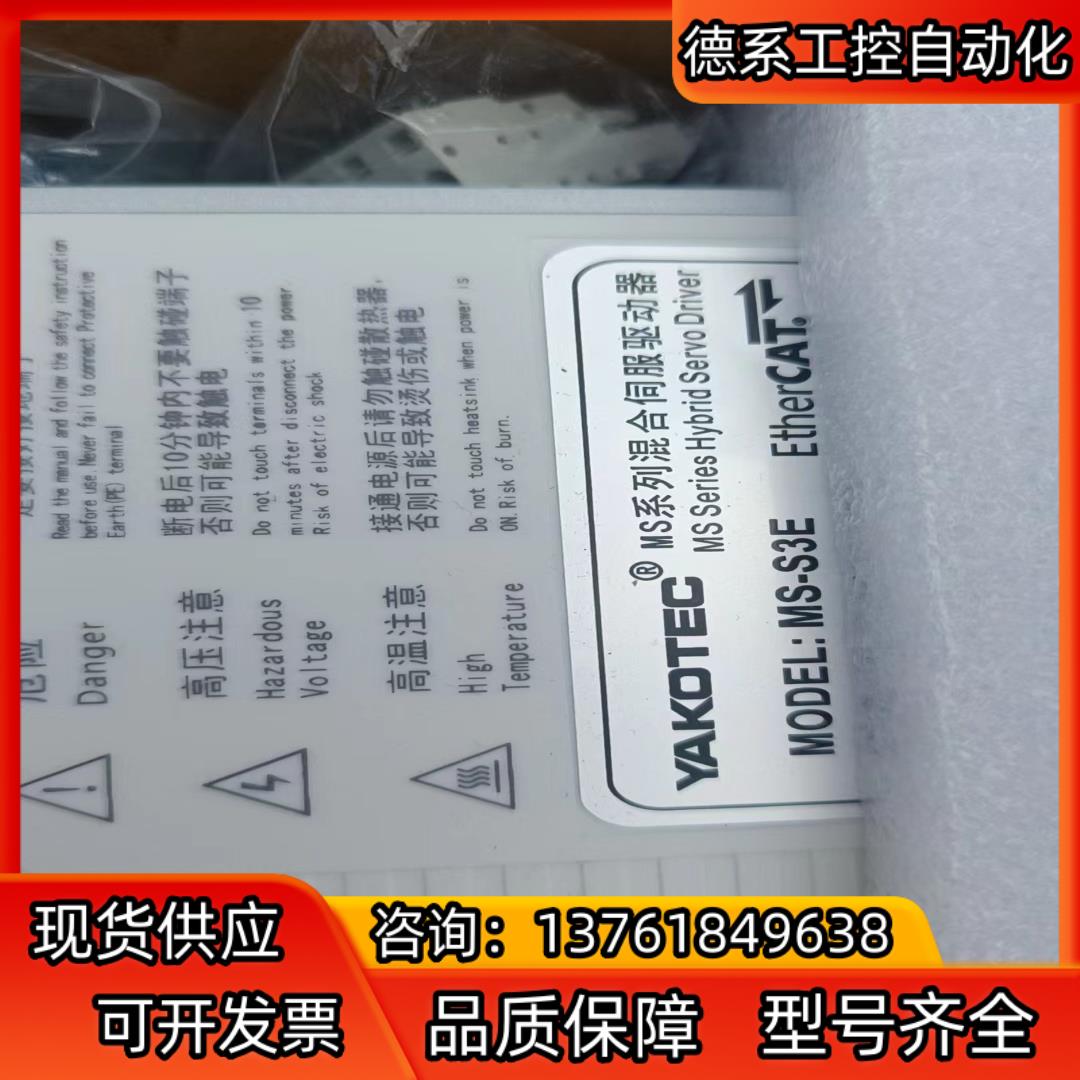 德系工控自动化
危险
Danger
Read the manual and follow the safety instruction
before use. Never fail to connect Protective
Earth(PE) terminal
高压注意
Hazardous
Voltage
断电后10分钟内不要触碰端子
否则可能导致触电
Do not touch terminals within 10
minutes after disconnect the power.
Risk of electric shock
高温注意
High
Temperature
接通电源后请勿触碰散热器,
否则可能导致烫伤或触电
Do not touch heatsink when power is
ON. Risk of burn.
YAKOTEC® MS系列混合伺服驱动器
MS Series Hybrid Servo Driver
MODEL: MS-S3E EtherCAT.
现货供应
咨询：13761849638
可开发票
品质保障
型号齐全